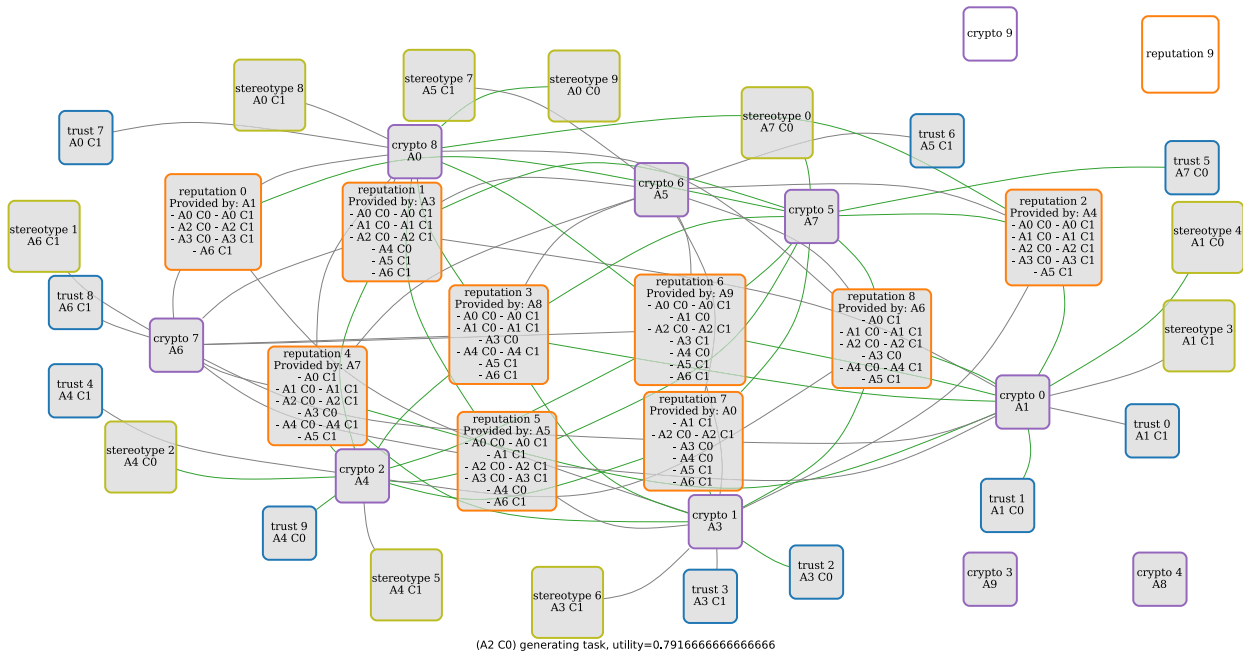 crypto 9
reputation 9
stereotype 8
A0 C1
stereotype 7
A5 C1
stereotype 9
A0 C0
stereotype 0
A7 C0
trust 7
A0 C1
crypto 8
A0
trust 6
A5 C1
trust 5
A7 C0
crypto 6
A5
crypto 5
A7
reputation 0
Provided by: A1
- A0 C0 - A0 C1
- A2 C0 - A2 C1
- A3 C0 - A3 C1
- A6 C1
reputation 1
Provided by: A3
- A0 C0 - A0 C1
- A1 C0 - A1 C1
- A2 C0 - A2 C1
- A4 C0
- A5 C1
- A6 C1
reputation 2
Provided by: A4
- A0 C0 - A0 C1
- A1 C0 - A1 C1
- A2 C0 - A2 C1
- A3 C0 - A3 C1
- A5 C1
stereotype 1
A6 C1
stereotype 4
A1 C0
trust 8
A6 C1
reputation 3
Provided by: A8
- A0 C0 - A0 C1
- A1 C0 - A1 C1
- A3 C0
- A4 C0 - A4 C1
- A5 C1
- A6 C1
reputation 6
Provided by: A9
- A0 C0 - A0 C1
- A1 C0
- A2 C0 - A2 C1
- A3 C1
- A4 C0
- A5 C1
- A6 C1
reputation 8
Provided by: A6
- A0 C1
- A1 C0 - A1 C1
- A2 C0 - A2 C1
- A3 C0
- A4 C0 - A4 C1
- A5 C1
stereotype 3
A1 C1
crypto 7
A6
reputation 4
Provided by: A7
- A0 C1
- A1 C0 - A1 C1
- A2 C0 - A2 C1
- A3 C0
- A4 C0 - A4 C1
- A5 C1
trust 4
A4 C1
crypto 0
A1
reputation 5
Provided by: A5
- A0 C0 - A0 C1
- A1 C1
- A2 C0 - A2 C1
- A3 C0 - A3 C1
- A4 C0
- A6 C1
reputation 7
Provided by: A0
- A1 C1
- A2 C0 - A2 C1
- A3 C0
- A4 C0
- A5 C1
- A6 C1
trust 0
A1 C1
stereotype 2
A4 C0
crypto 2
A4
trust 1
A1 C0
crypto 1
A3
trust 9
A4 C0
stereotype 5
A4 C1
trust 2
A3 C0
crypto 3
A9
crypto 4
A8
stereotype 6
A3 C1
trust 3
A3 C1
(A2 C0) generating task, utility=0.7916666666666666